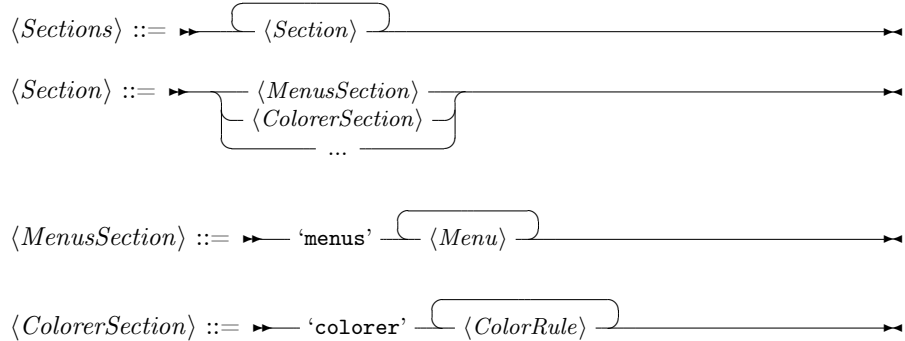 ⟨Sections⟩ ::= ⟨Section⟩
⟨Section⟩ ::= ⟨MenusSection⟩
⟨ColorerSection⟩
...
⟨MenusSection⟩ ::= ‘menus’ ⟨Menu⟩
⟨ColorerSection⟩ ::= ‘colorer’ ⟨ColorRule⟩